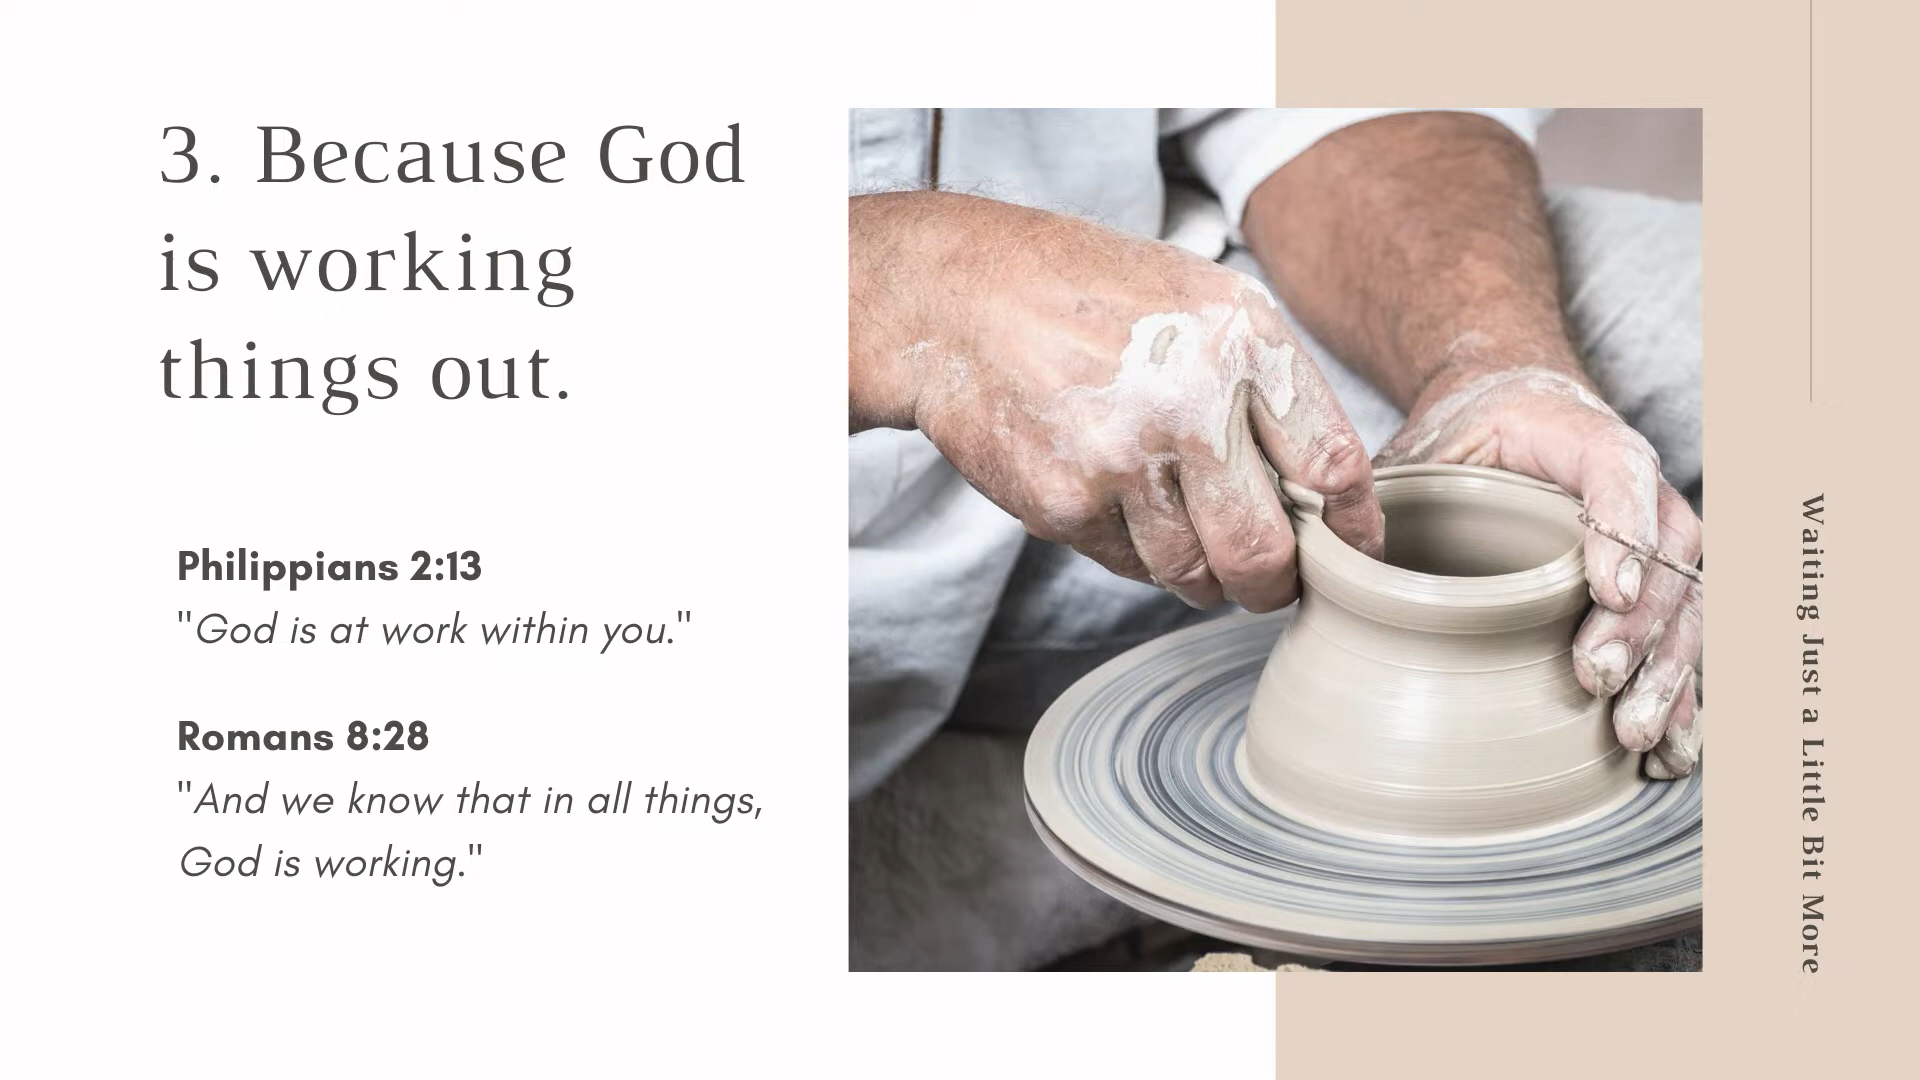 3. Because God
is working
things out.
Philippians 2:13
"God is at work within you."
Romans 8:28
"And we know that in all things,
God is working."
Waiting Just a Little Bit More